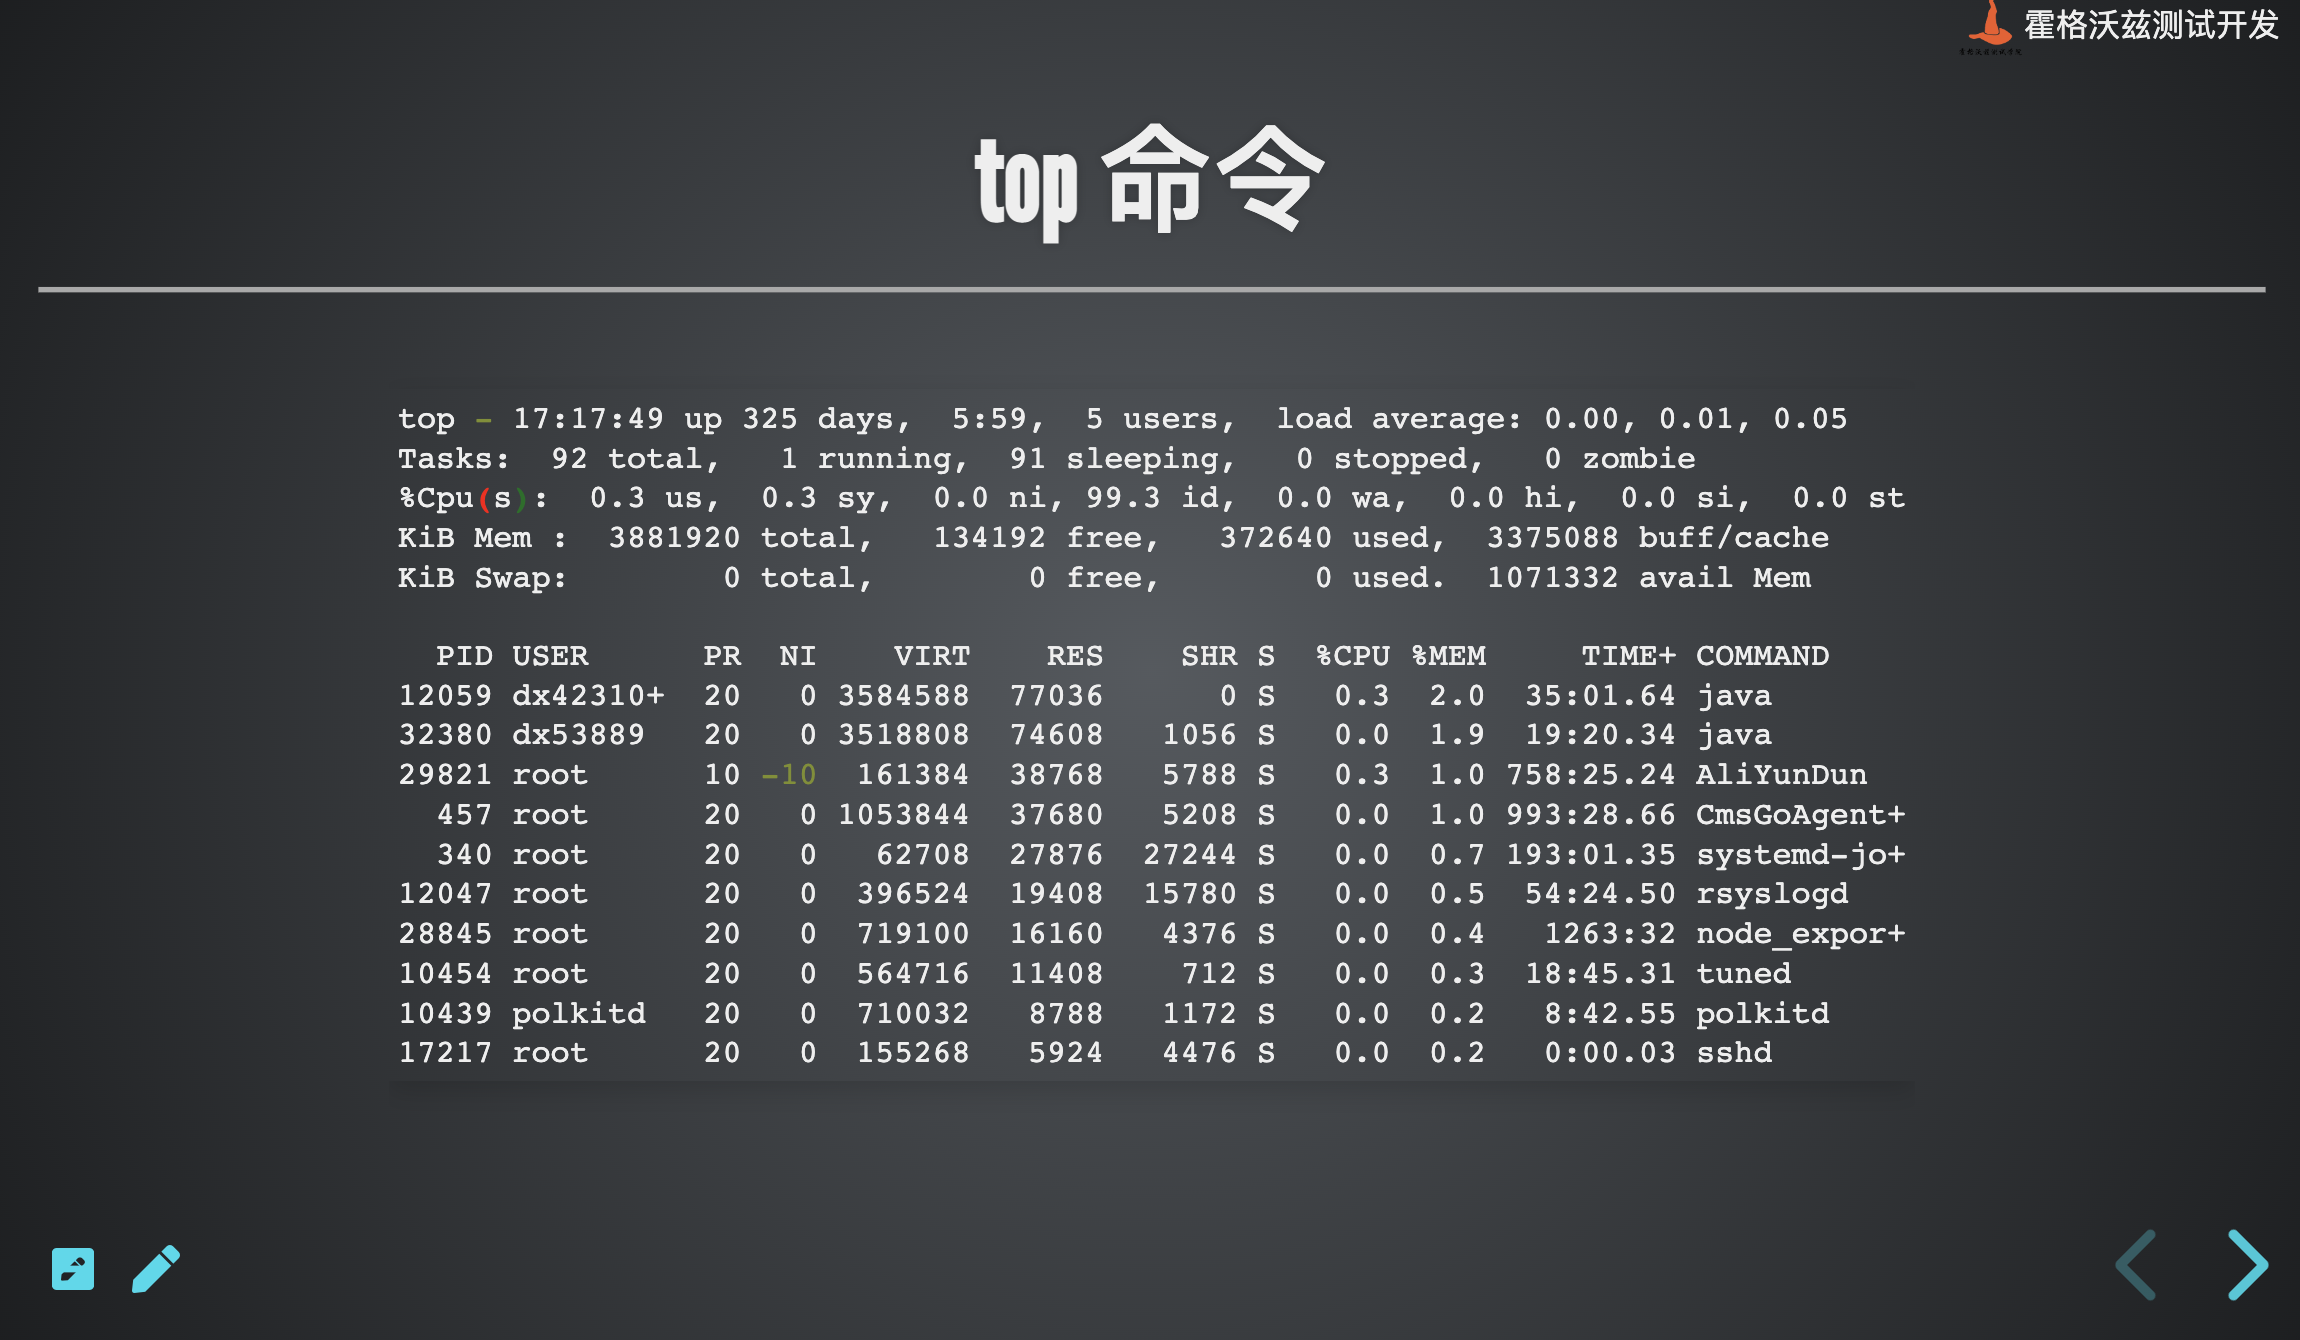 霍格沃兹测试开发
霍格沃兹测试学院
top 命令
top - 17:17:49 up 325 days,  5:59,  5 users,  load average: 0.00, 0.01, 0.05
Tasks:  92 total,   1 running,  91 sleeping,   0 stopped,   0 zombie
%Cpu(s):  0.3 us,  0.3 sy,  0.0 ni, 99.3 id,  0.0 wa,  0.0 hi,  0.0 si,  0.0 st
KiB Mem :  3881920 total,   134192 free,   372640 used,  3375088 buff/cache
KiB Swap:        0 total,        0 free,        0 used.  1071332 avail Mem
  PID USER      PR  NI    VIRT    RES    SHR S  %CPU %MEM     TIME+ COMMAND
12059 dx42310+  20   0 3584588  77036      0 S   0.3  2.0  35:01.64 java
32380 dx53889   20   0 3518808  74608   1056 S   0.0  1.9  19:20.34 java
29821 root      10 -10  161384  38768   5788 S   0.3  1.0 758:25.24 AliYunDun
  457 root      20   0 1053844  37680   5208 S   0.0  1.0 993:28.66 CmsGoAgent+
  340 root      20   0   62708  27876  27244 S   0.0  0.7 193:01.35 systemd-jo+
12047 root      20   0  396524  19408  15780 S   0.0  0.5  54:24.50 rsyslogd
28845 root      20   0  719100  16160   4376 S   0.0  0.4   1263:32 node_expor+
10454 root      20   0  564716  11408    712 S   0.0  0.3  18:45.31 tuned
10439 polkitd   20   0  710032   8788   1172 S   0.0  0.2   8:42.55 polkitd
17217 root      20   0  155268   5924   4476 S   0.0  0.2   0:00.03 sshd